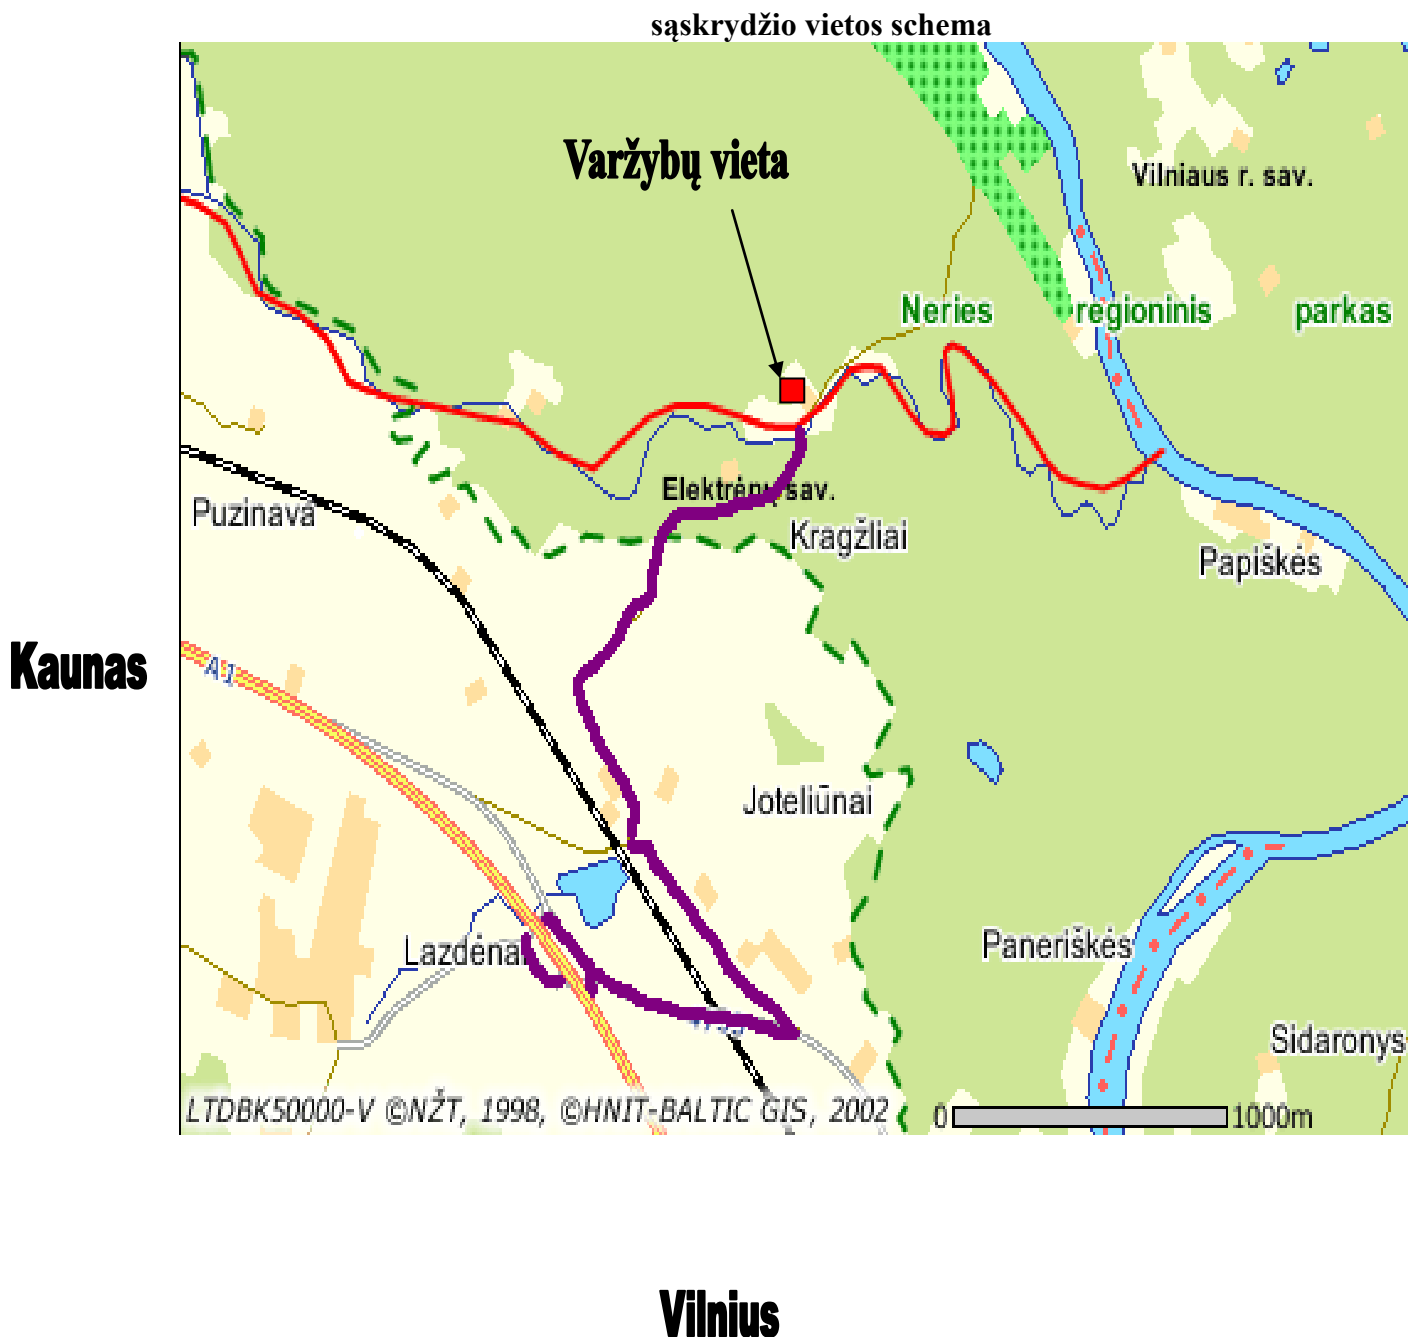 sąskrydžio vietos schema
Varžybų vieta
Vilniaus r. sav.
Neries regioninis parkas
Elektrėnų sav.
Puzinava
Kragžliai
Papiškės
Kaunas
A1
Joteliūnai
Lazdėnai
Paneriškės
Sidaronys
LTDBK50000-V ©NŽT, 1998, ©HNIT-BALTIC GIS, 2002
0 1000m
Vilnius